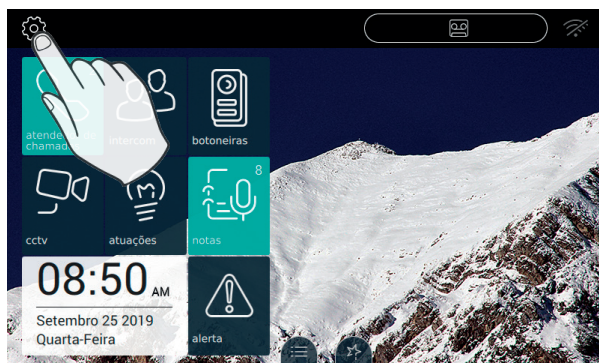 atende
chamad
intercom
botoneiras
8
cctv
atuações
notas
08:50 AM
Setembro 25 2019
Quarta-Feira
alerta